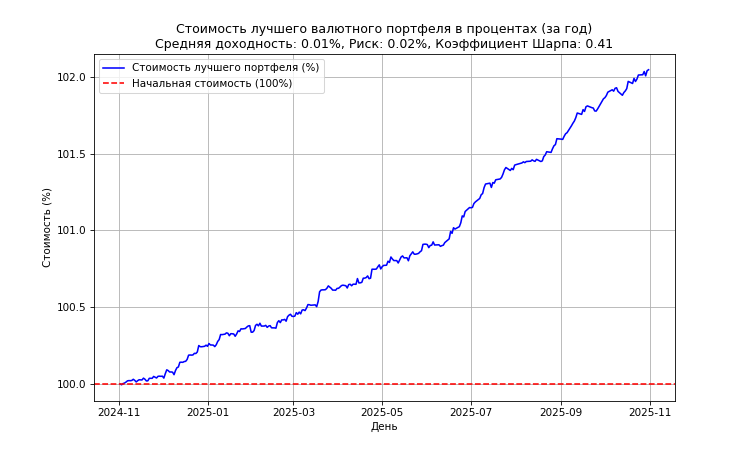 Стоимость лучшего валютного портфеля в процентах (за год)
Средняя доходность: 0.01%, Риск: 0.02%, Коэффициент Шарпа: 0.41
Стоимость лучшего портфеля (%)
Начальная стоимость (100%)
102.0
101.5
101.0
100.5
100.0
Стоимость (%)
2024-11
2025-01
2025-03
2025-05
2025-07
2025-09
2025-11
День